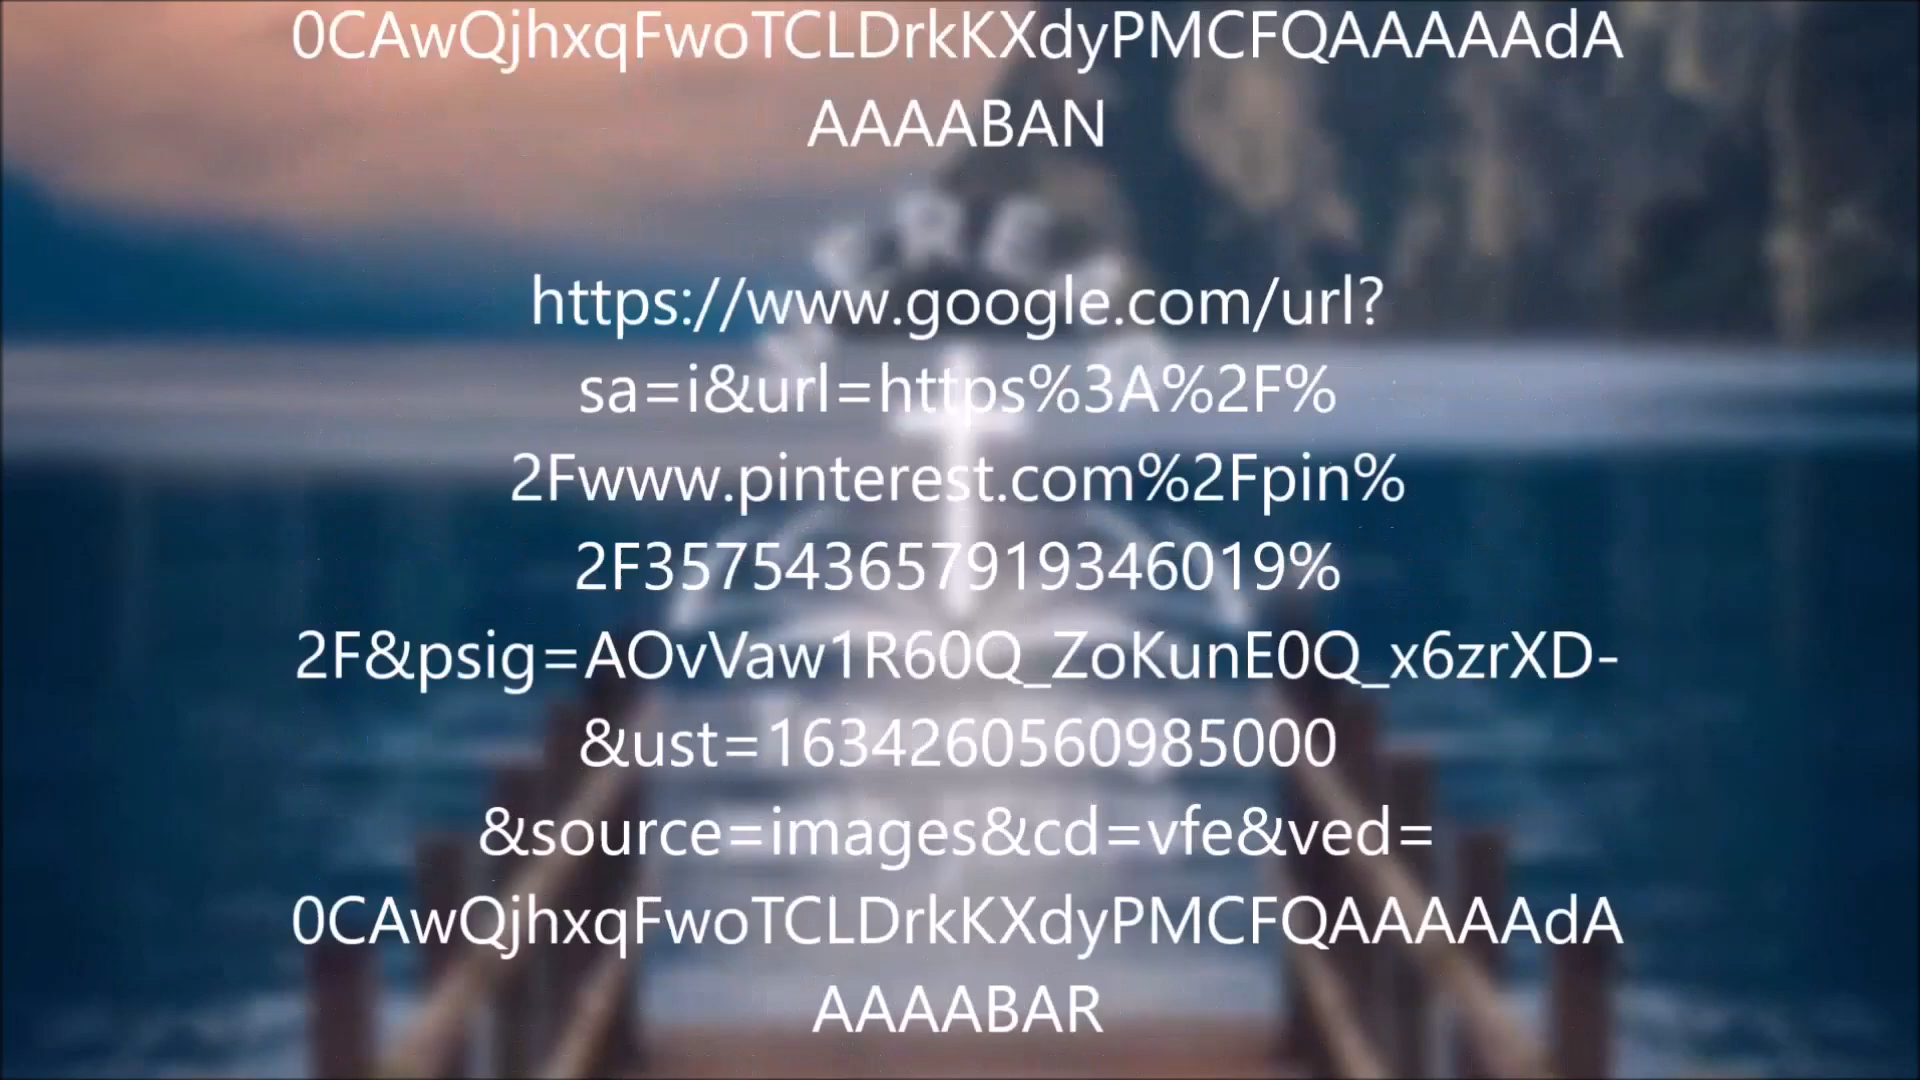 0CAwQjhxqFwoTCLDrkKXdyPMCFQAAAAAdA
AAAABAN
https://www.google.com/url?
sa=i&url=https%3A%2F%
2Fwww.pinterest.com%2Fpin%
2F357543657919346019%
2F&psig=AOvVaw1R60Q_ZoKunE0Q_x6zrXD-
&ust=1634260560985000
&source=images&cd=vfe&ved=
0CAwQjhxqFwoTCLDrkKXdyPMCFQAAAAAdA
AAAABAR